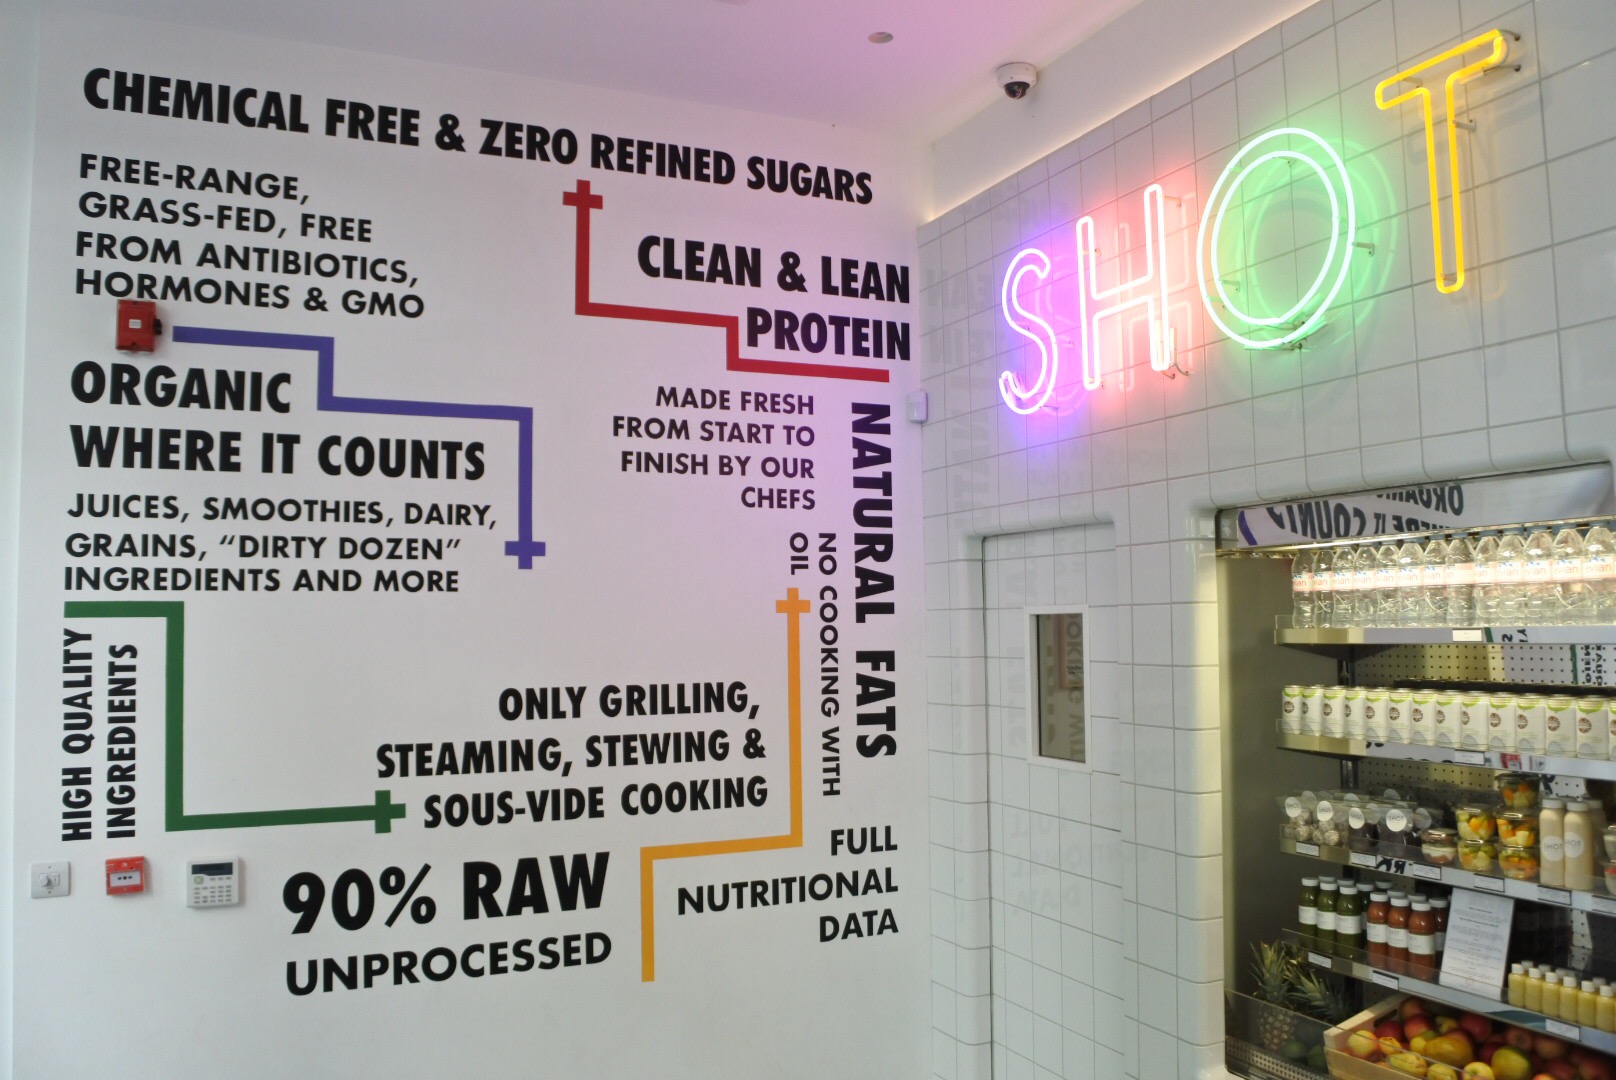 CHEMICAL FREE & ZERO REFINED SUGARS
FREE-RANGE,
GRASS-FED, FREE
FROM ANTIBIOTICS,
HORMONES & GMO
CLEAN & LEAN
PROTEIN
ORGANIC
WHERE IT COUNTS
JUICES, SMOOTHIES, DAIRY,
GRAINS, “DIRTY DOZEN”
INGREDIENTS AND MORE
MADE FRESH
FROM START TO
FINISH BY OUR
CHEFS
NATURAL FATS
NO COOKING WITH
OIL
HIGH QUALITY
INGREDIENTS
ONLY GRILLING,
STEAMING, STEWING &
SOUS-VIDE COOKING
90% RAW
UNPROCESSED
FULL
NUTRITIONAL
DATA
SHOT